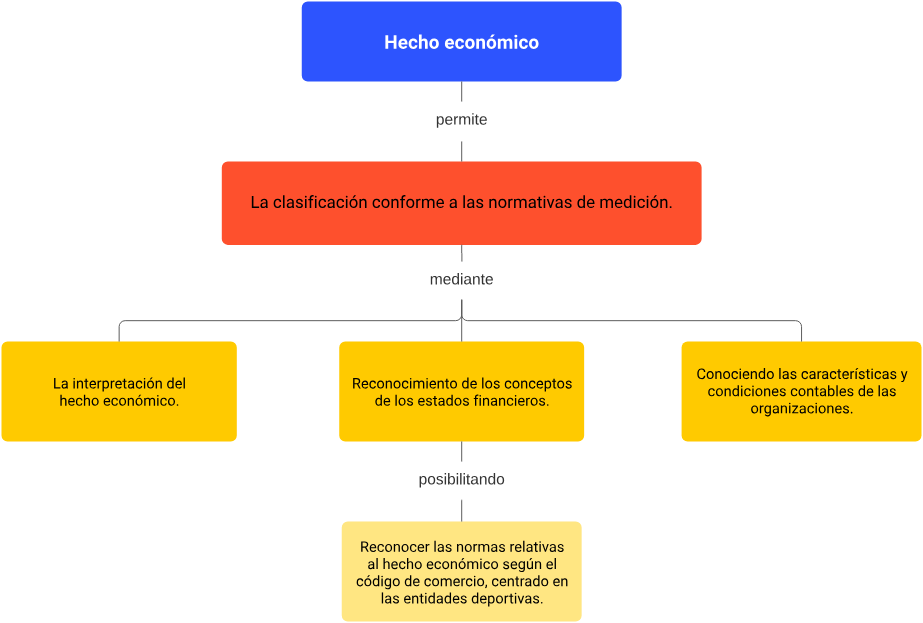 Hecho económico
permite
La clasificación conforme a las normativas de medición.
mediante
La interpretación del
hecho económico.
Reconocimiento de los conceptos
de los estados financieros.
Conociendo las características y
condiciones contables de las
organizaciones.
posibilitando
Reconocer las normas relativas
al hecho económico según el
código de comercio, centrado en
las entidades deportivas.